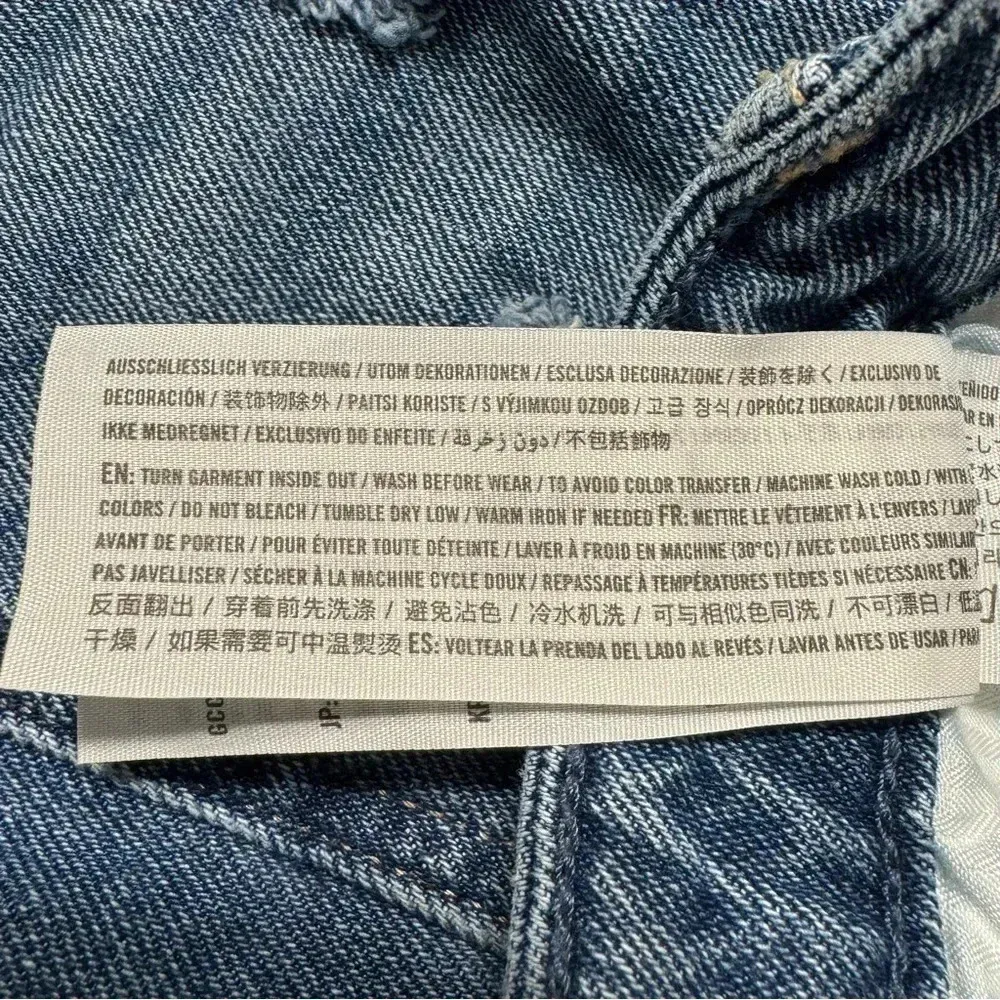 AUSSCHLIESSLICH VERZIERUNG / UTOM DEKORATIONEN / ESCLUSA DECORAZIONE / 装飾を除く / EXCLUSIVO DE
DECORACIÓN / 装饰物除外 / PAITSI KORISTE / S VÝJIMKOU OZDOB / 고급 장식 / OPRÓCZ DEKORACJI / DEKORASI
IKKE MEDREGNET / EXCLUSIVO DO ENFEITE / دون زخرفة / 不包括飾物
EN: TURN GARMENT INSIDE OUT / WASH BEFORE WEAR / TO AVOID COLOR TRANSFER / MACHINE WASH COLD / WITH
COLORS / DO NOT BLEACH / TUMBLE DRY LOW / WARM IRON IF NEEDED FR: METTRE LE VÊTEMENT À L'ENVERS / LAVE
AVANT DE PORTER / POUR ÉVITER TOUTE DÉTEINTE / LAVER À FROID EN MACHINE (30°C) / AVEC COULEURS SIMILAIR
PAS JAVELLISER / SÉCHER À LA MACHINE CYCLE DOUX / REPASSAGE À TEMPÉRATURES TIÈDES SI NÉCESSAIRE CN:
反面翻出 / 穿着前先洗涤 / 避免沾色 / 冷水机洗 / 可与相似色同洗 / 不可漂白 / 低温
干燥 / 如果需要可中温熨烫 ES: VOLTEAR LA PRENDA DEL LADO AL REVÉS / LAVAR ANTES DE USAR / PAR
GCC
JP: